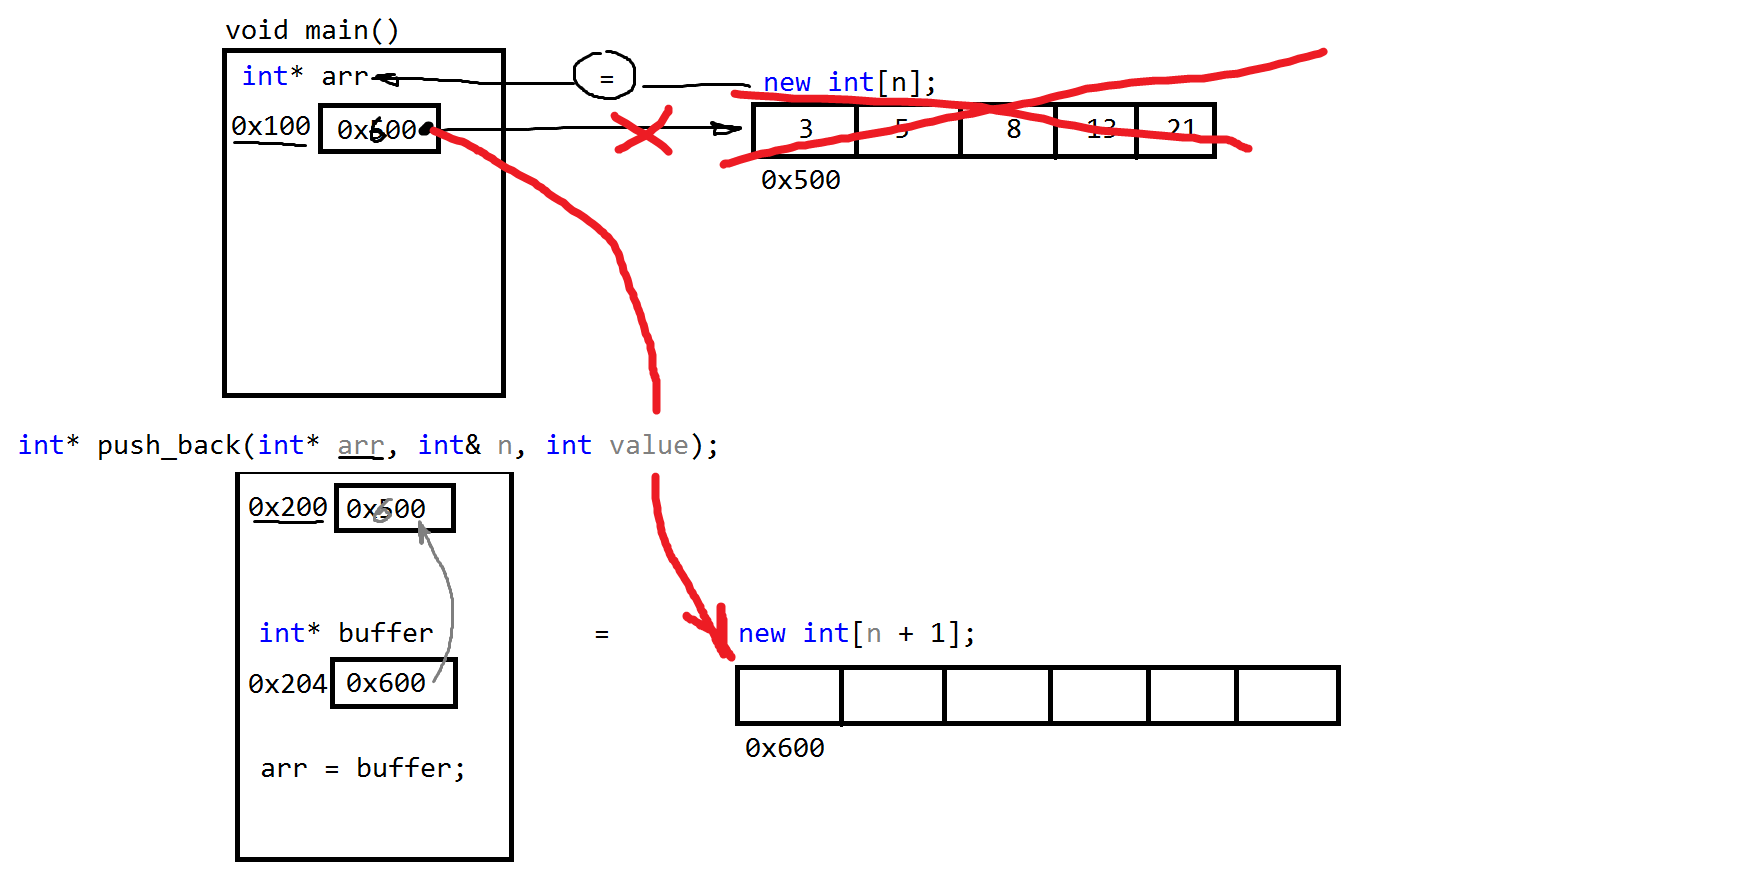 void main()
int* arr = new int[n];
0x100 0x600 3 5 8 13 21
0x500
int* push_back(int* arr, int& n, int value);
0x200 0x600
int* buffer = new int[n + 1];
0x204 0x600
0x600
arr = buffer;